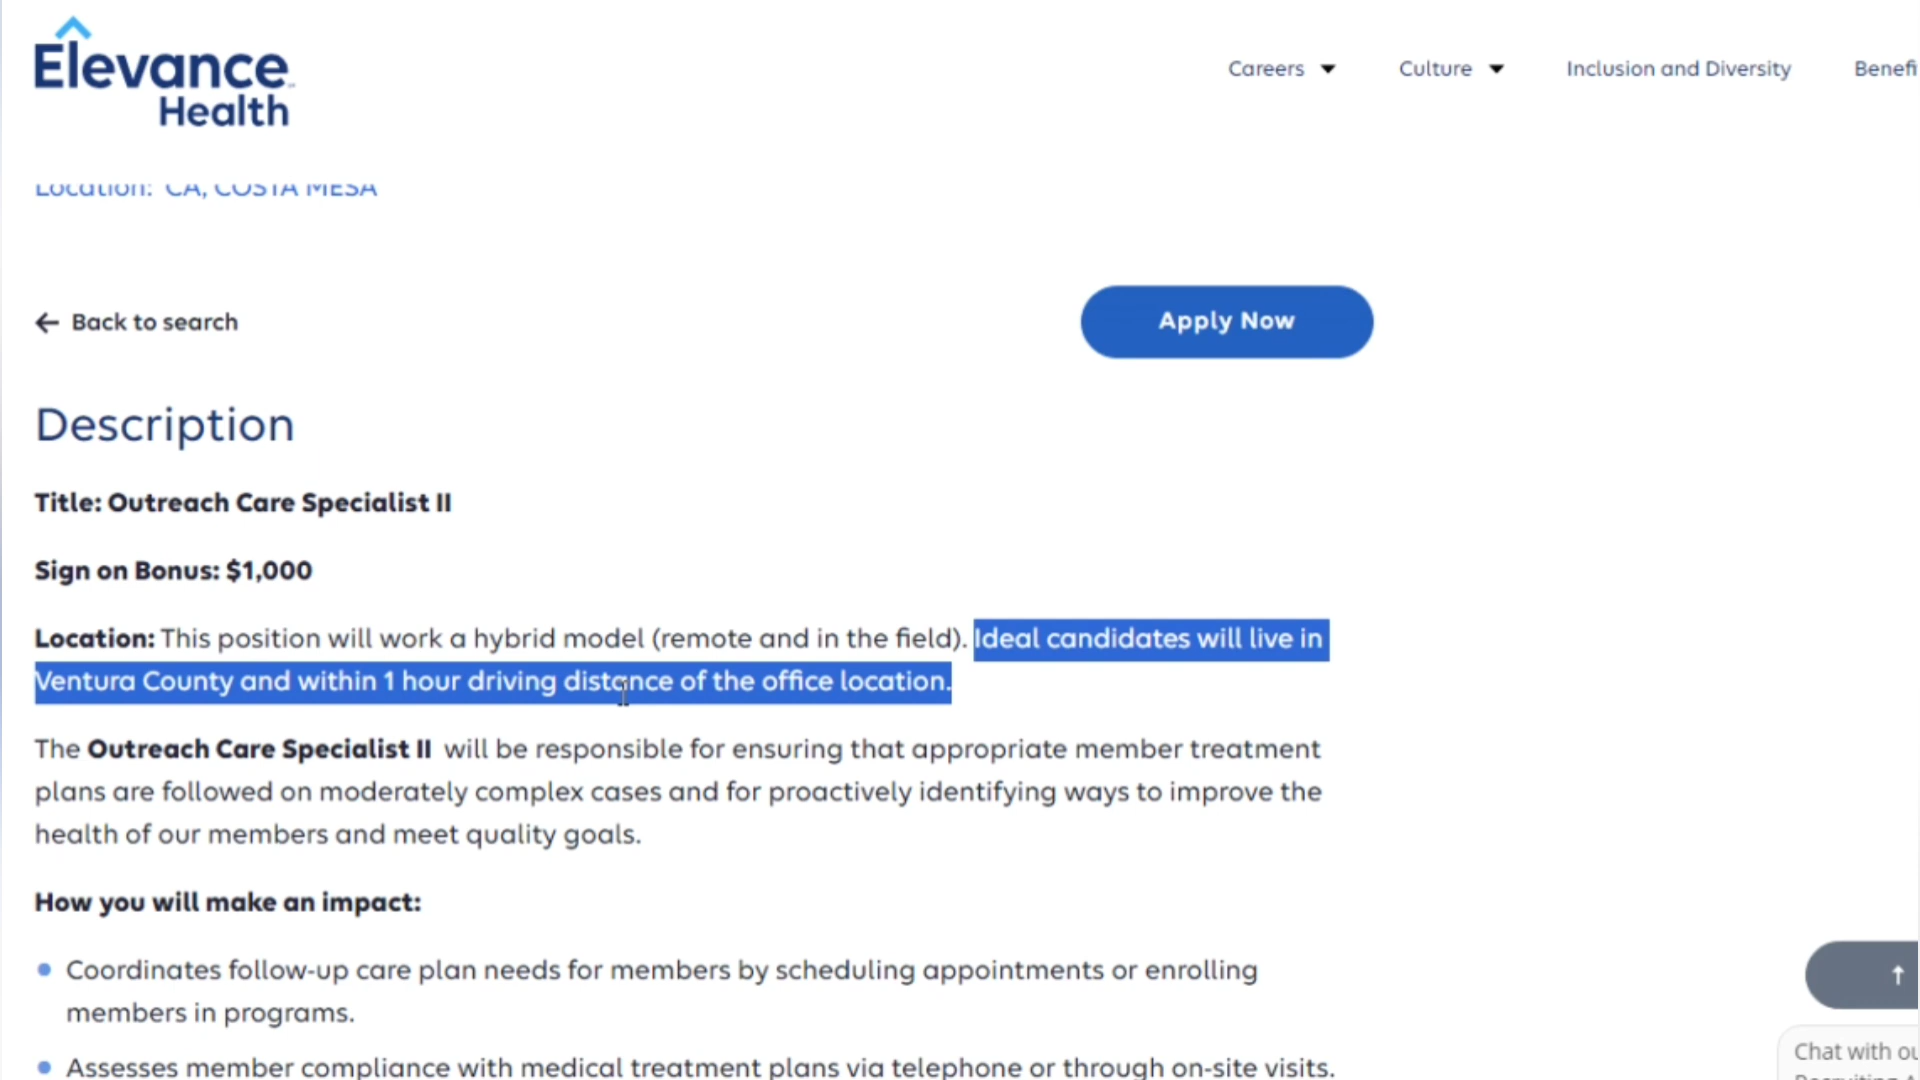 Elevance
Health
Careers
Culture
Inclusion and Diversity
Benefi
Location: CA, COSTA MESA
Back to search
Apply Now
Description
Title: Outreach Care Specialist II
Sign on Bonus: $1,000
Location: This position will work a hybrid model (remote and in the field). Ideal candidates will live in
Ventura County and within 1 hour driving distance of the office location.
The Outreach Care Specialist II will be responsible for ensuring that appropriate member treatment
plans are followed on moderately complex cases and for proactively identifying ways to improve the
health of our members and meet quality goals.
How you will make an impact:
Coordinates follow-up care plan needs for members by scheduling appointments or enrolling
members in programs.
Assesses member compliance with medical treatment plans via telephone or through on-site visits.
Chat with ou